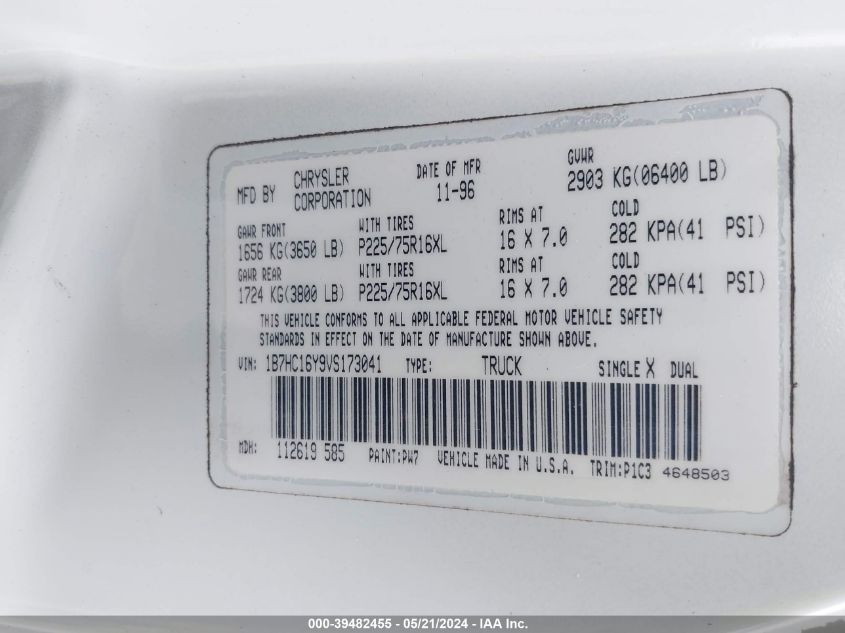 MFD BY CHRYSLER CORPORATION DATE OF MFR 11-96 GVWR 2903 KG(06400 LB)
GAWR FRONT WITH TIRES RIMS AT COLD
1656 KG(3650 LB) P225/75R16XL 16 X 7.0 282 KPA(41 PSI)
GAWR REAR WITH TIRES RIMS AT COLD
1724 KG(3800 LB) P225/75R16XL 16 X 7.0 282 KPA(41 PSI)
THIS VEHICLE CONFORMS TO ALL APPLICABLE FEDERAL MOTOR VEHICLE SAFETY
STANDARDS IN EFFECT ON THE DATE OF MANUFACTURE SHOWN ABOVE.
VIN: 1B7HC16Y9VS173041 TYPE: TRUCK SINGLE X DUAL
MDH: 112619 585 PAINT:PW7 VEHICLE MADE IN U.S.A. TRIM:P1C3 4648503
000-39482455 - 05/21/2024 - IAA Inc.